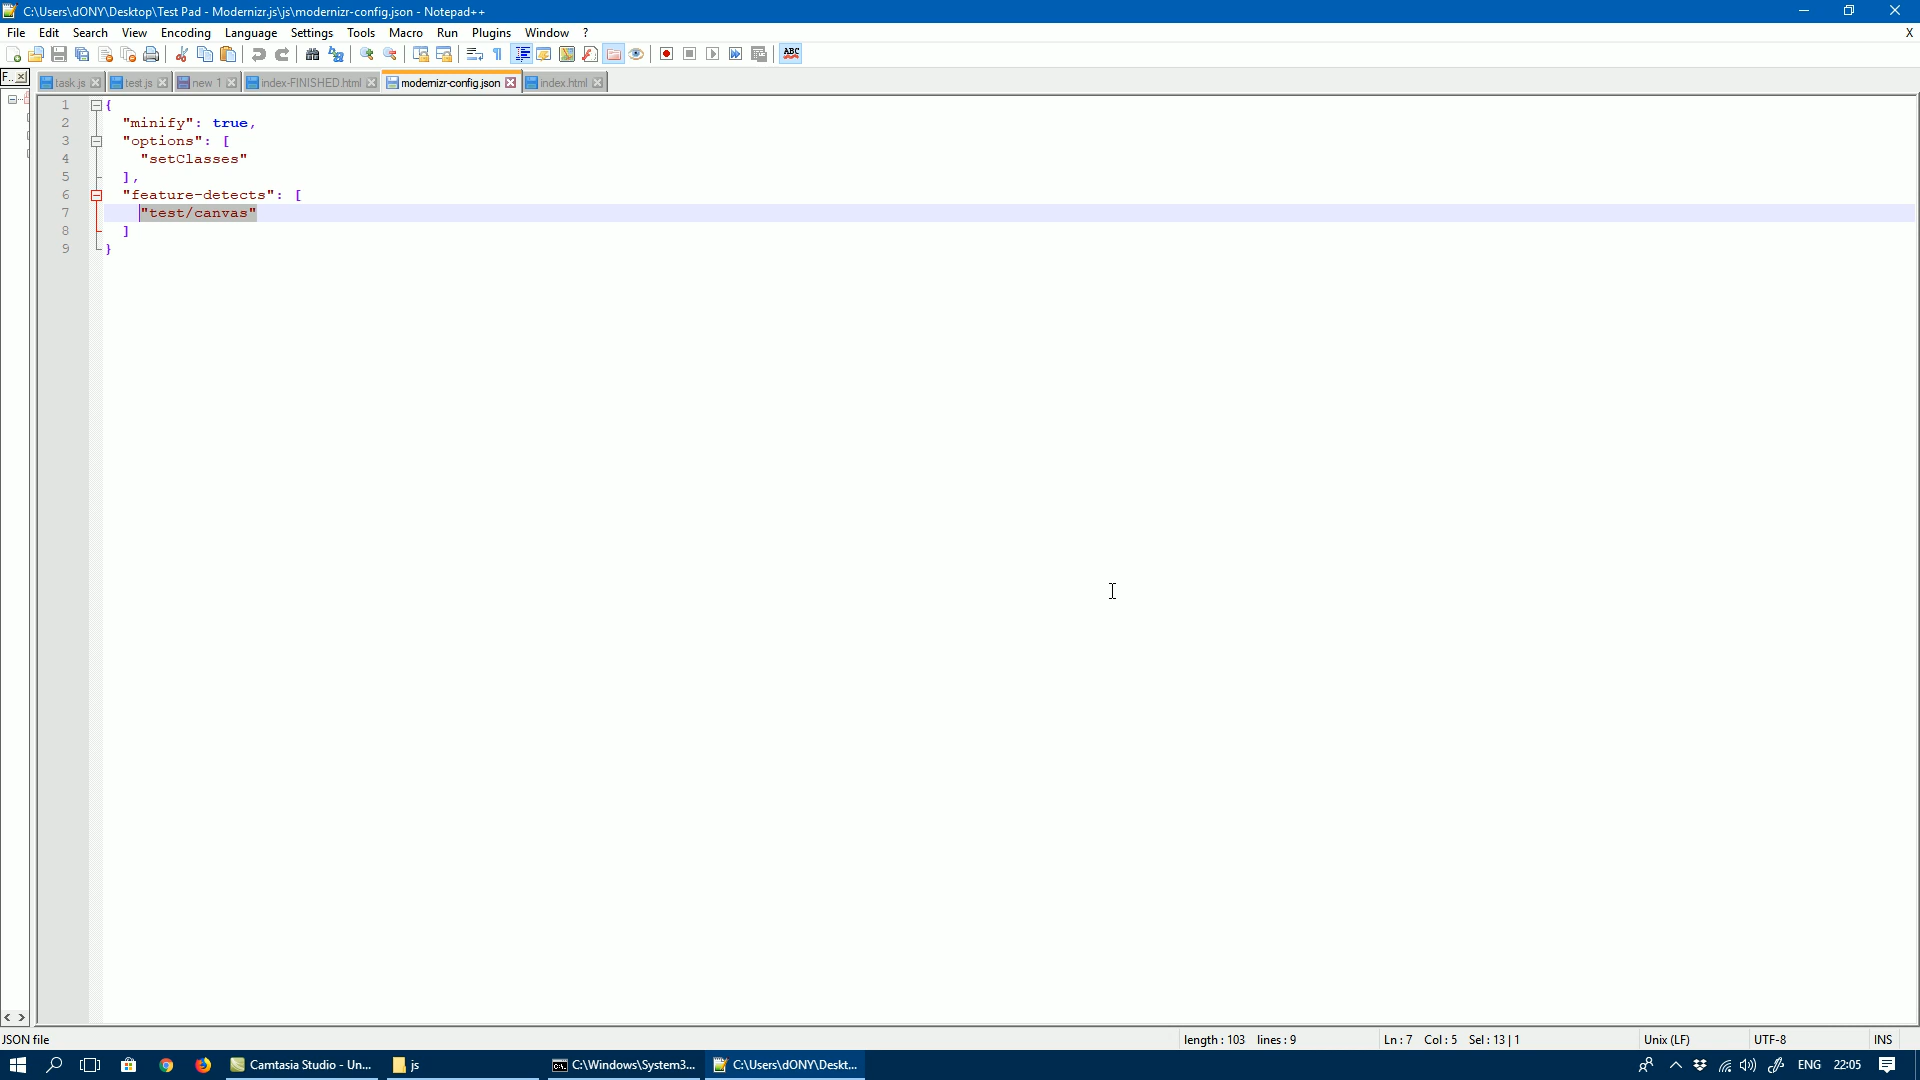 C:\Users\dONY\Desktop\Test Pad - Modernizr.js\js\modernizr-config.json - Notepad++
File Edit Search View Encoding Language Settings Tools Macro Run Plugins Window ? X
ABC
F.. task.js test.js new 1 index-FINISHED.html modernizr-config.json index.html
1 {
2 "minify": true,
3 "options": [
4 "setClasses"
5 ],
6 "feature-detects": [
7 "test/canvas"
8 ]
9 }
JSON file length : 103 lines : 9 Ln : 7 Col : 5 Sel : 13 | 1 Unix (LF) UTF-8 INS
Camtasia Studio - Un... js C:\Windows\System3... C:\Users\dONY\Deskt... ENG 22:05